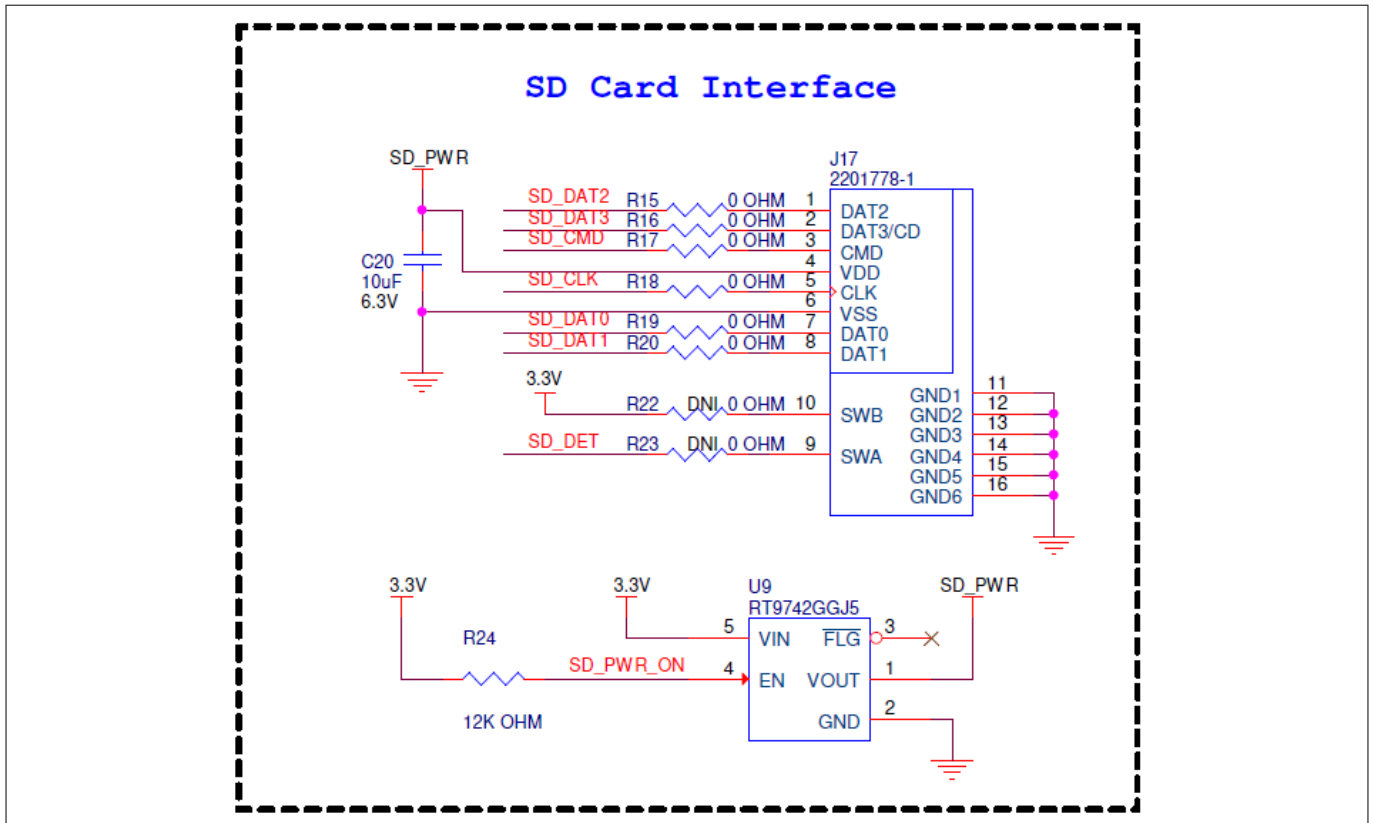 SD Card Interface
SD_PWR
J17
2201778-1
SD_DAT2 R15 0 OHM 1 DAT2
SD_DAT3 R16 0 OHM 2 DAT3/CD
SD_CMD R17 0 OHM 3 CMD
4 VDD
C20
10uF
6.3V
SD_CLK R18 0 OHM 5 CLK
6 VSS
SD_DAT0 R19 0 OHM 7 DAT0
SD_DAT1 R20 0 OHM 8 DAT1
3.3V
R22 DNI 0 OHM 10 SWB
SD_DET R23 DNI 0 OHM 9 SWA
GND1 11
GND2 12
GND3 13
GND4 14
GND5 15
GND6 16
3.3V 3.3V U9 SD_PWR
RT9742GGJ5
R24
5 VIN FLG 3
SD_PWR_ON 4 EN VOUT 1
12K OHM
GND 2